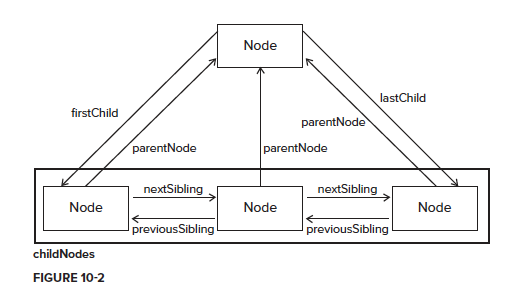 Node
lastChild
firstChild
parentNode
parentNode
parentNode
nextSibling
nextSibling
Node
Node
Node
previousSibling
previousSibling
childNodes
FIGURE 10-2